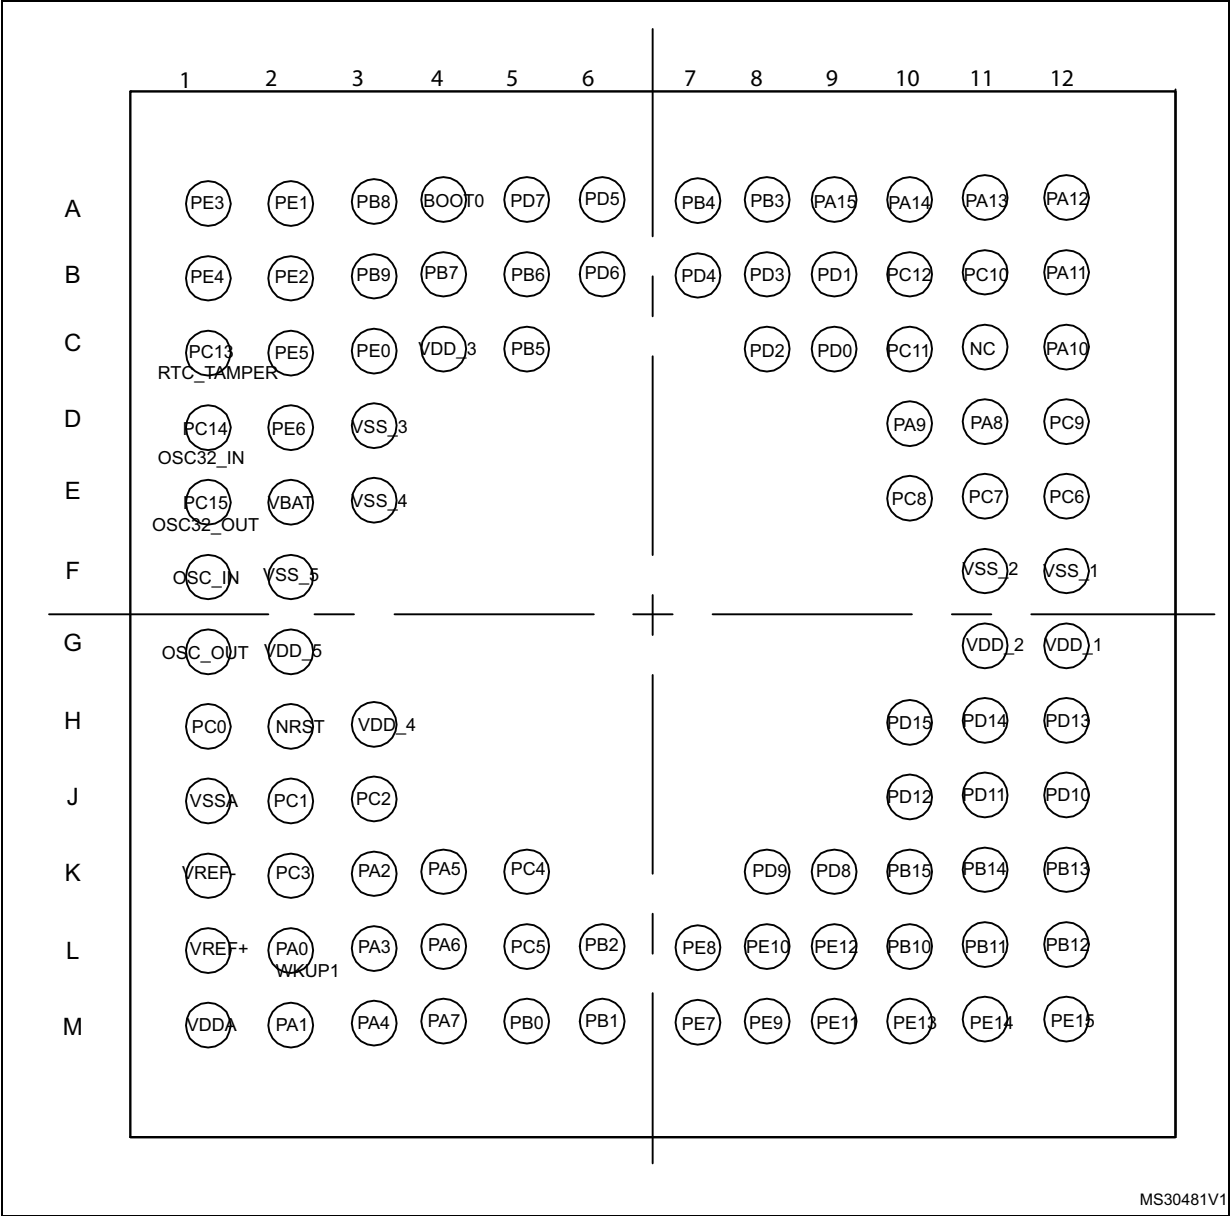 1 2 3 4 5 6 7 8 9 10 11 12
A PE3 PE1 PB8 BOOT0 PD7 PD5 PB4 PB3 PA15 PA14 PA13 PA12
B PE4 PE2 PB9 PB7 PB6 PD6 PD4 PD3 PD1 PC12 PC10 PA11
C PC13 PE5 PE0 VDD_3 PB5 PD2 PD0 PC11 NC PA10
RTC_TAMPER
D PC14 PE6 VSS_3 PA9 PA8 PC9
OSC32_IN
E PC15 VBAT VSS_4 PC8 PC7 PC6
OSC32_OUT
F OSC_IN VSS_5 VSS_2 VSS_1
G OSC_OUT VDD_5 VDD_2 VDD_1
H PC0 NRST VDD_4 PD15 PD14 PD13
J VSSA PC1 PC2 PD12 PD11 PD10
K VREF- PC3 PA2 PA5 PC4 PD9 PD8 PB15 PB14 PB13
L VREF+ PA0 PA3 PA6 PC5 PB2 PE8 PE10 PE12 PB10 PB11 PB12
WKUP1
M VDDA PA1 PA4 PA7 PB0 PB1 PE7 PE9 PE11 PE13 PE14 PE15
MS30481V1